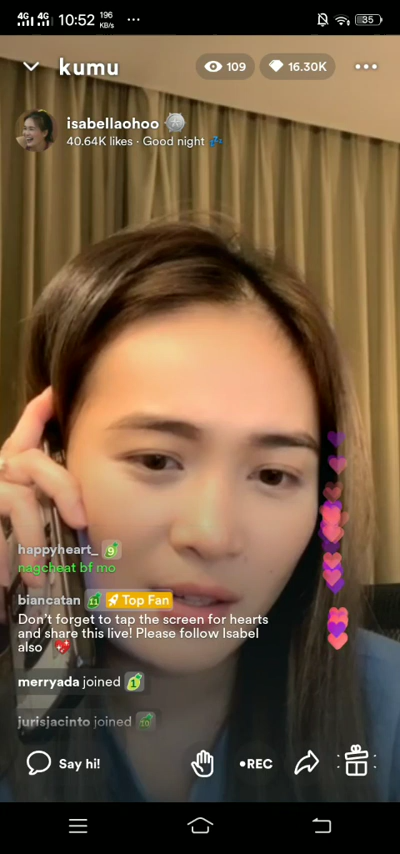 4G 4G 10:52 196 KB/s ... 35
kumu 109 16.30K
isabellaohoo
40.64K likes · Good night
happyheart_ 9
nagcheat bf mo
biancatan 11 Top Fan
Don't forget to tap the screen for hearts
and share this live! Please follow Isabel
also
merryada joined 1
jurisjacinto joined 10
Say hi! •REC